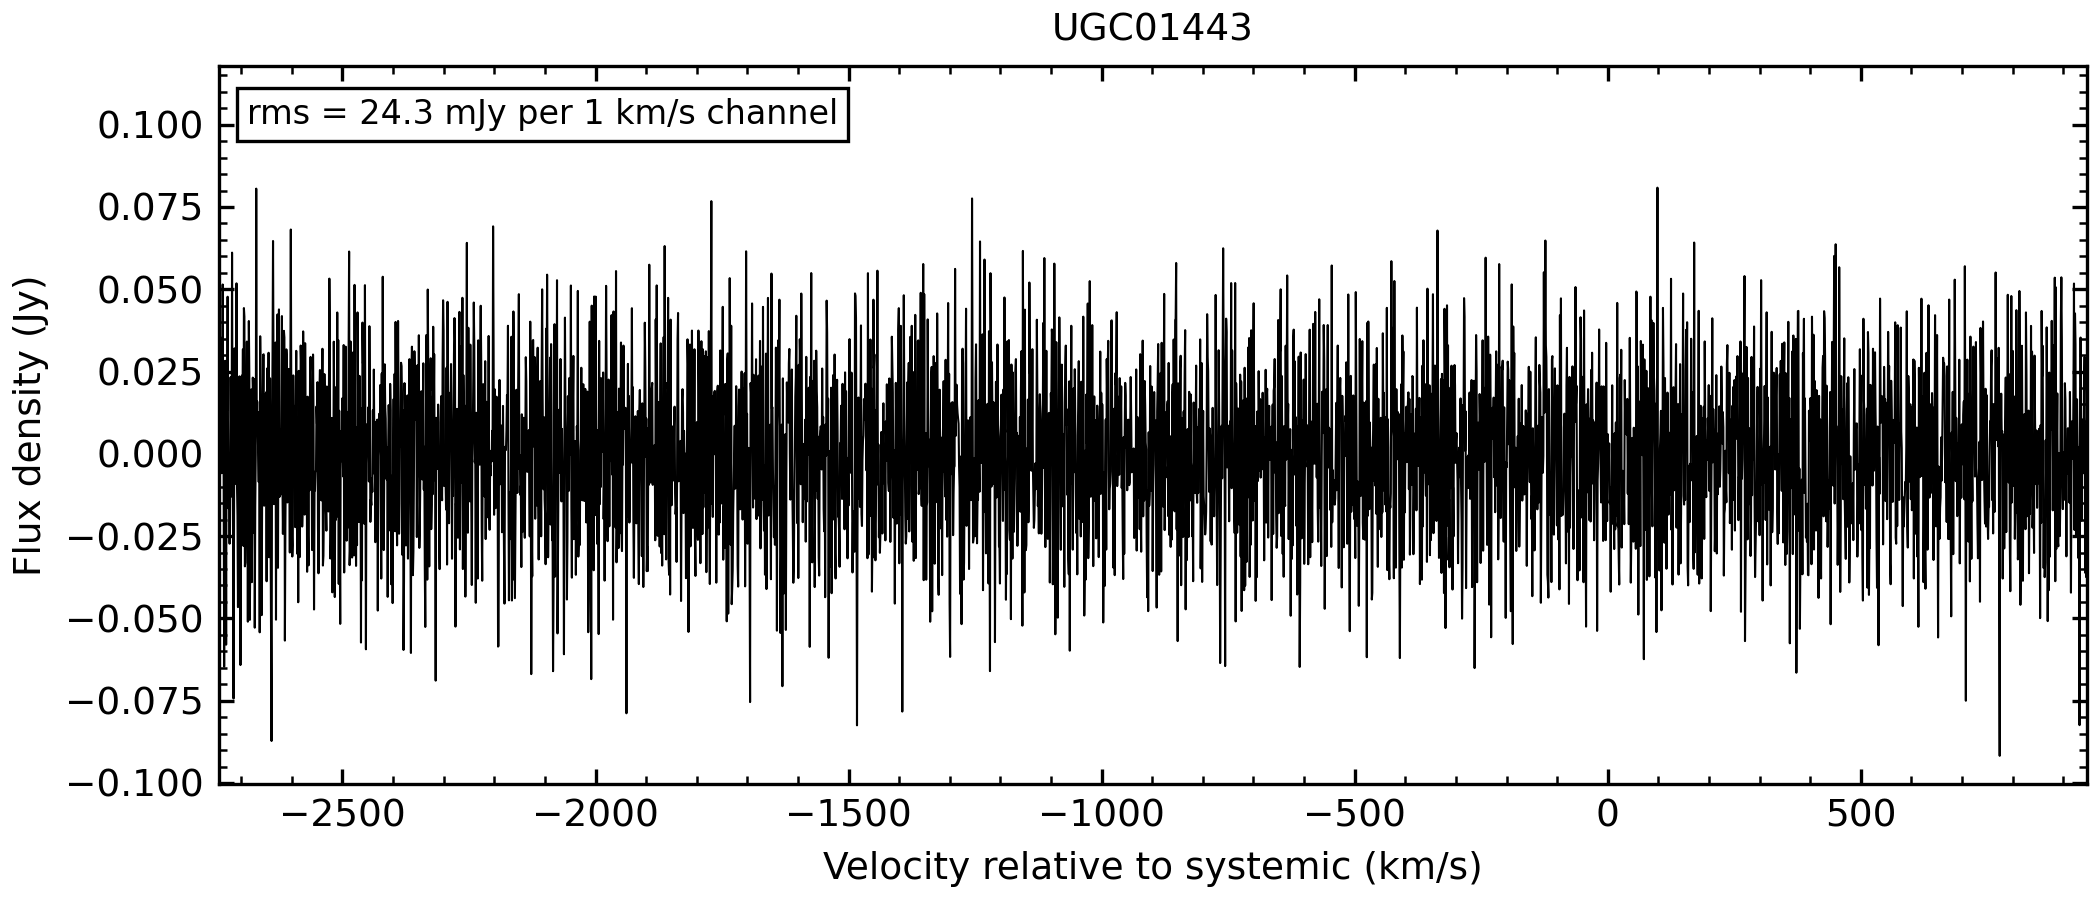 UGC01443
rms = 24.3 mJy per 1 km/s channel
0.100
0.075
0.050
0.025
0.000
−0.025
−0.050
−0.075
−0.100
Flux density (Jy)
−2500 −2000 −1500 −1000 −500 0 500
Velocity relative to systemic (km/s)